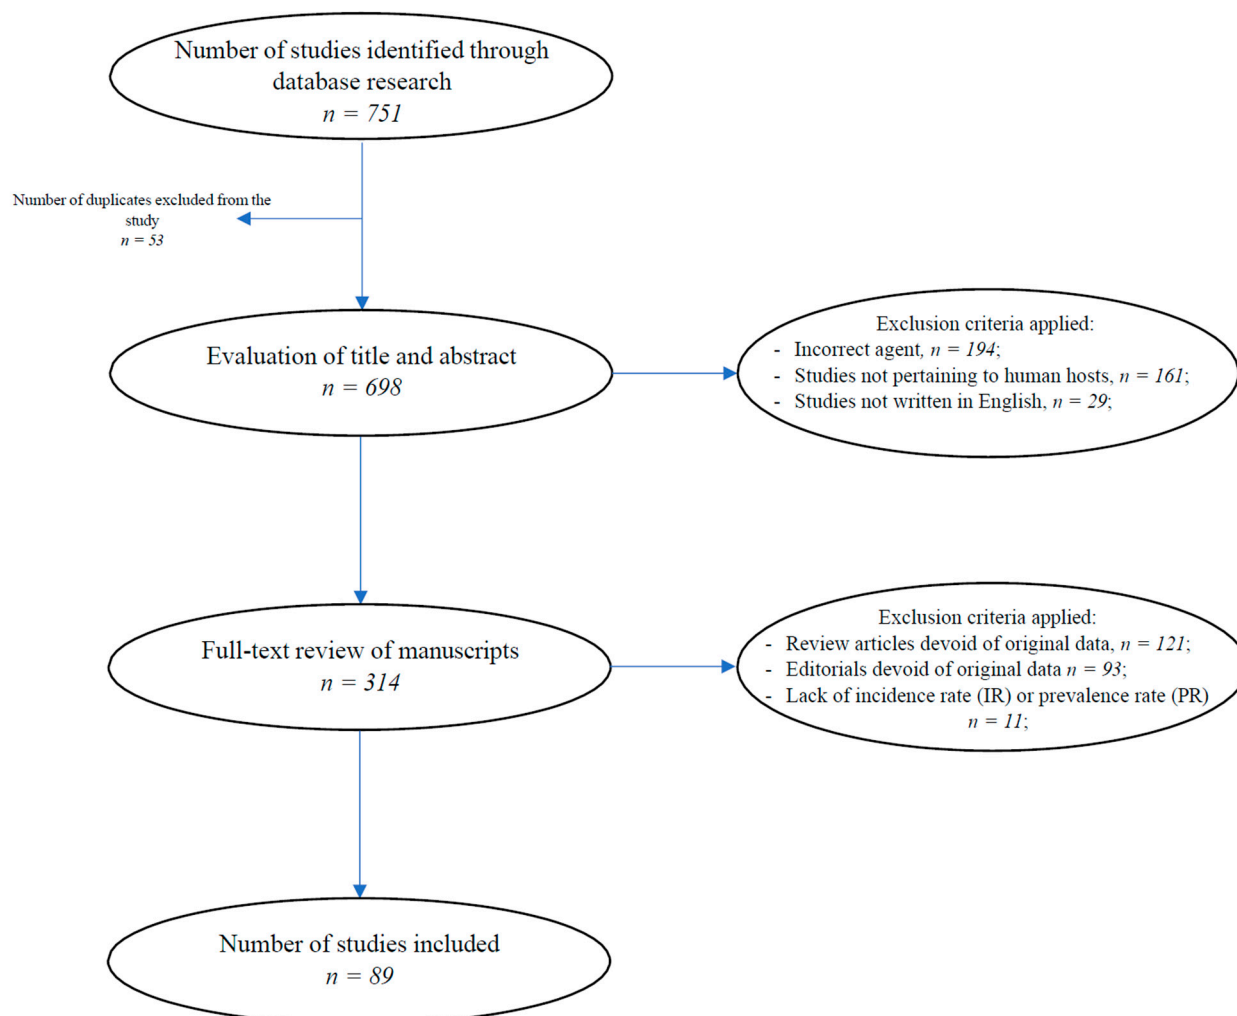 Number of studies identified through
database research
n = 751
Number of duplicates excluded from the
study
n = 53
Evaluation of title and abstract
n = 698
Exclusion criteria applied:
- Incorrect agent, n = 194;
- Studies not pertaining to human hosts, n = 161;
- Studies not written in English, n = 29;
Full-text review of manuscripts
n = 314
Exclusion criteria applied:
- Review articles devoid of original data, n = 121;
- Editorials devoid of original data n = 93;
- Lack of incidence rate (IR) or prevalence rate (PR)
n = 11;
Number of studies included
n = 89